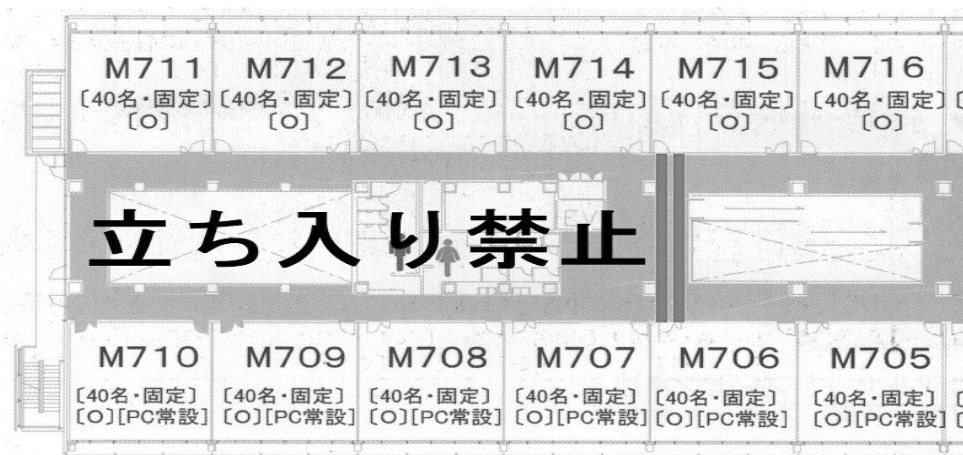 M711 M712 M713 M714 M715 M716
〔40名・固定〕 〔40名・固定〕 〔40名・固定〕 〔40名・固定〕 〔40名・固定〕 〔40名・固定〕
〔O〕 〔O〕 〔O〕 〔O〕 〔O〕 〔O〕
立ち入り禁止
EV
M710 M709 M708 M707 M706 M705
〔40名・固定〕 〔40名・固定〕 〔40名・固定〕 〔40名・固定〕 〔40名・固定〕 〔40名・固定〕
〔O〕[PC常設] 〔O〕[PC常設] 〔O〕[PC常設] 〔O〕[PC常設] 〔O〕[PC常設] 〔O〕[PC常設]